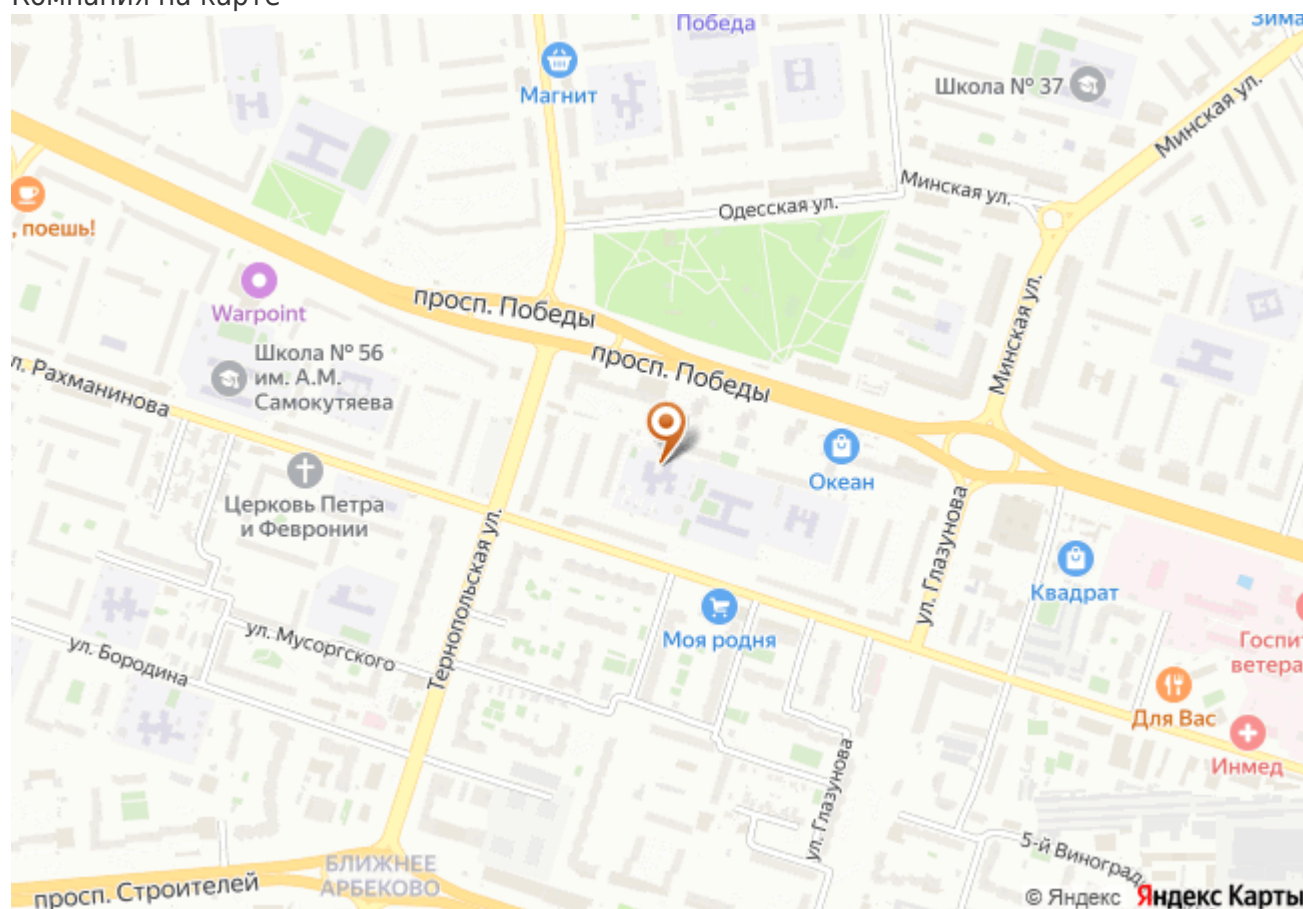 Компания на карте
Победа
Зима
Магнит
Школа № 37
Минская ул.
Минская ул.
Одесская ул.
, поешь!
Warpoint
просп. Победы
Минская ул.
Школа № 56
им. А.М.
Самокутяева
просп. Победы
л. Рахманинова
Океан
Церковь Петра
и Февронии
Тернопольская ул.
ул. Глазунова
Квадрат
Моя родня
ул. Мусоргского
Госпит
ветера
ул. Бородина
Для Вас
Инмед
ул. Глазунова
5-й Виноград
БЛИЖНЕЕ
АРБЕКОВО
просп. Строителей
© Яндекс Яндекс Карты